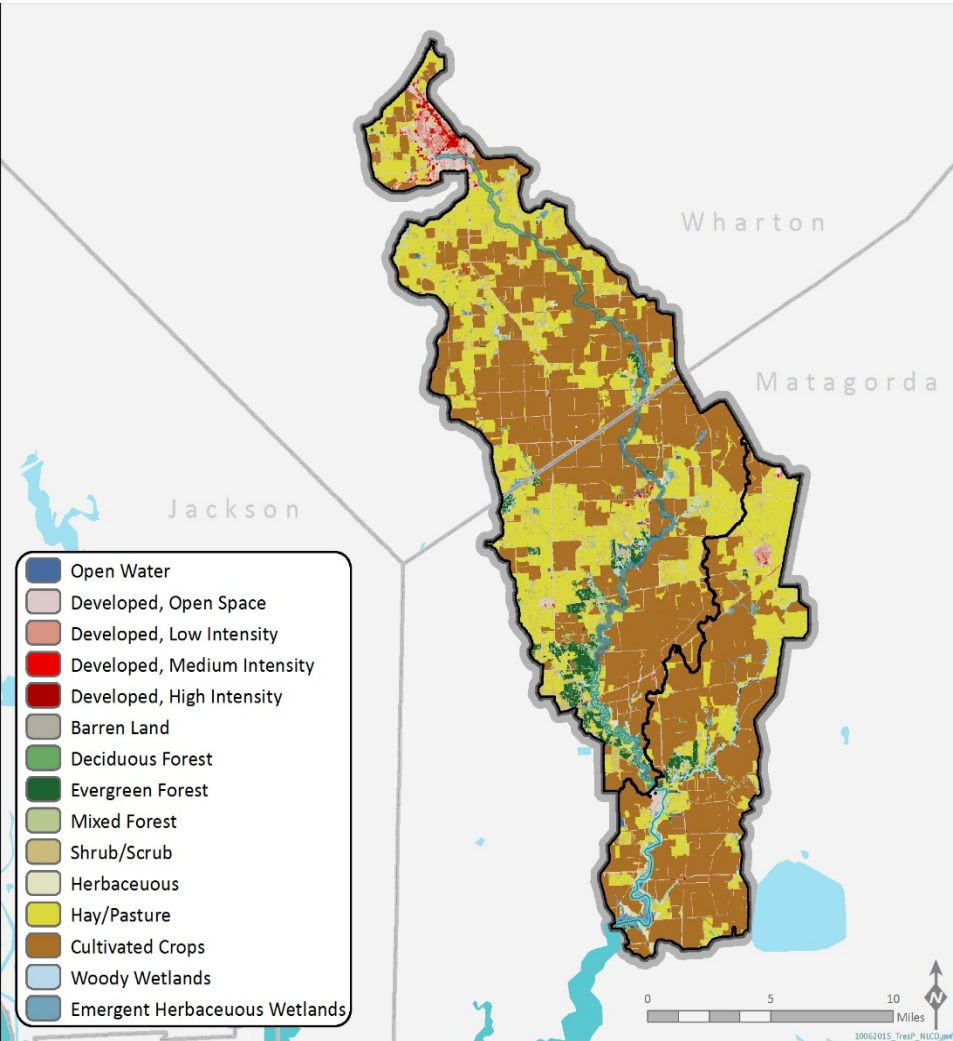 Wharton
Matagorda
Jackson
Open Water
Developed, Open Space
Developed, Low Intensity
Developed, Medium Intensity
Developed, High Intensity
Barren Land
Deciduous Forest
Evergreen Forest
Mixed Forest
Shrub/Scrub
Herbaceuous
Hay/Pasture
Cultivated Crops
Woody Wetlands
Emergent Herbaceuous Wetlands
0 5 10
Miles
N
10062015_TresP_NLCD.mxd